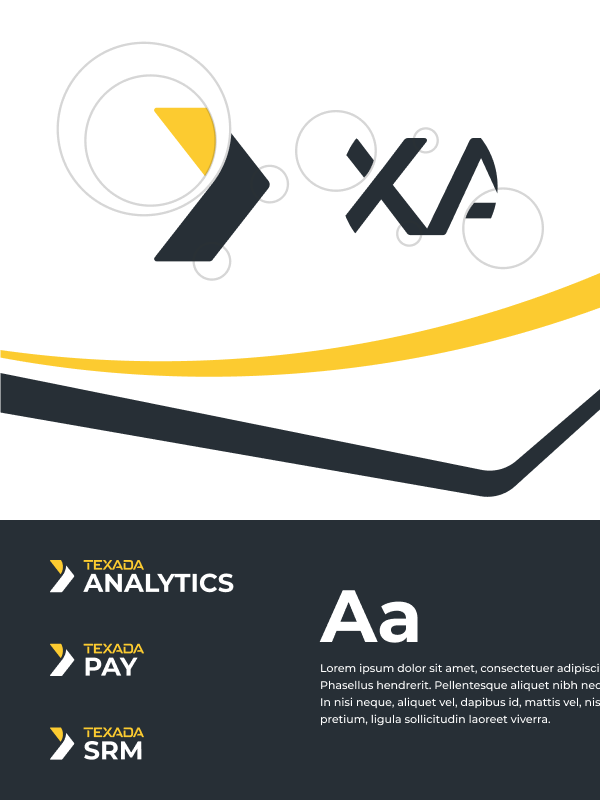 XA
TEXADA
ANALYTICS
TEXADA
PAY
TEXADA
SRM
Aa
Lorem ipsum dolor sit amet, consectetuer adipisci
Phasellus hendrerit. Pellentesque aliquet nibh nec
In nisi neque, aliquet vel, dapibus id, mattis vel, nis
pretium, ligula sollicitudin laoreet viverra.